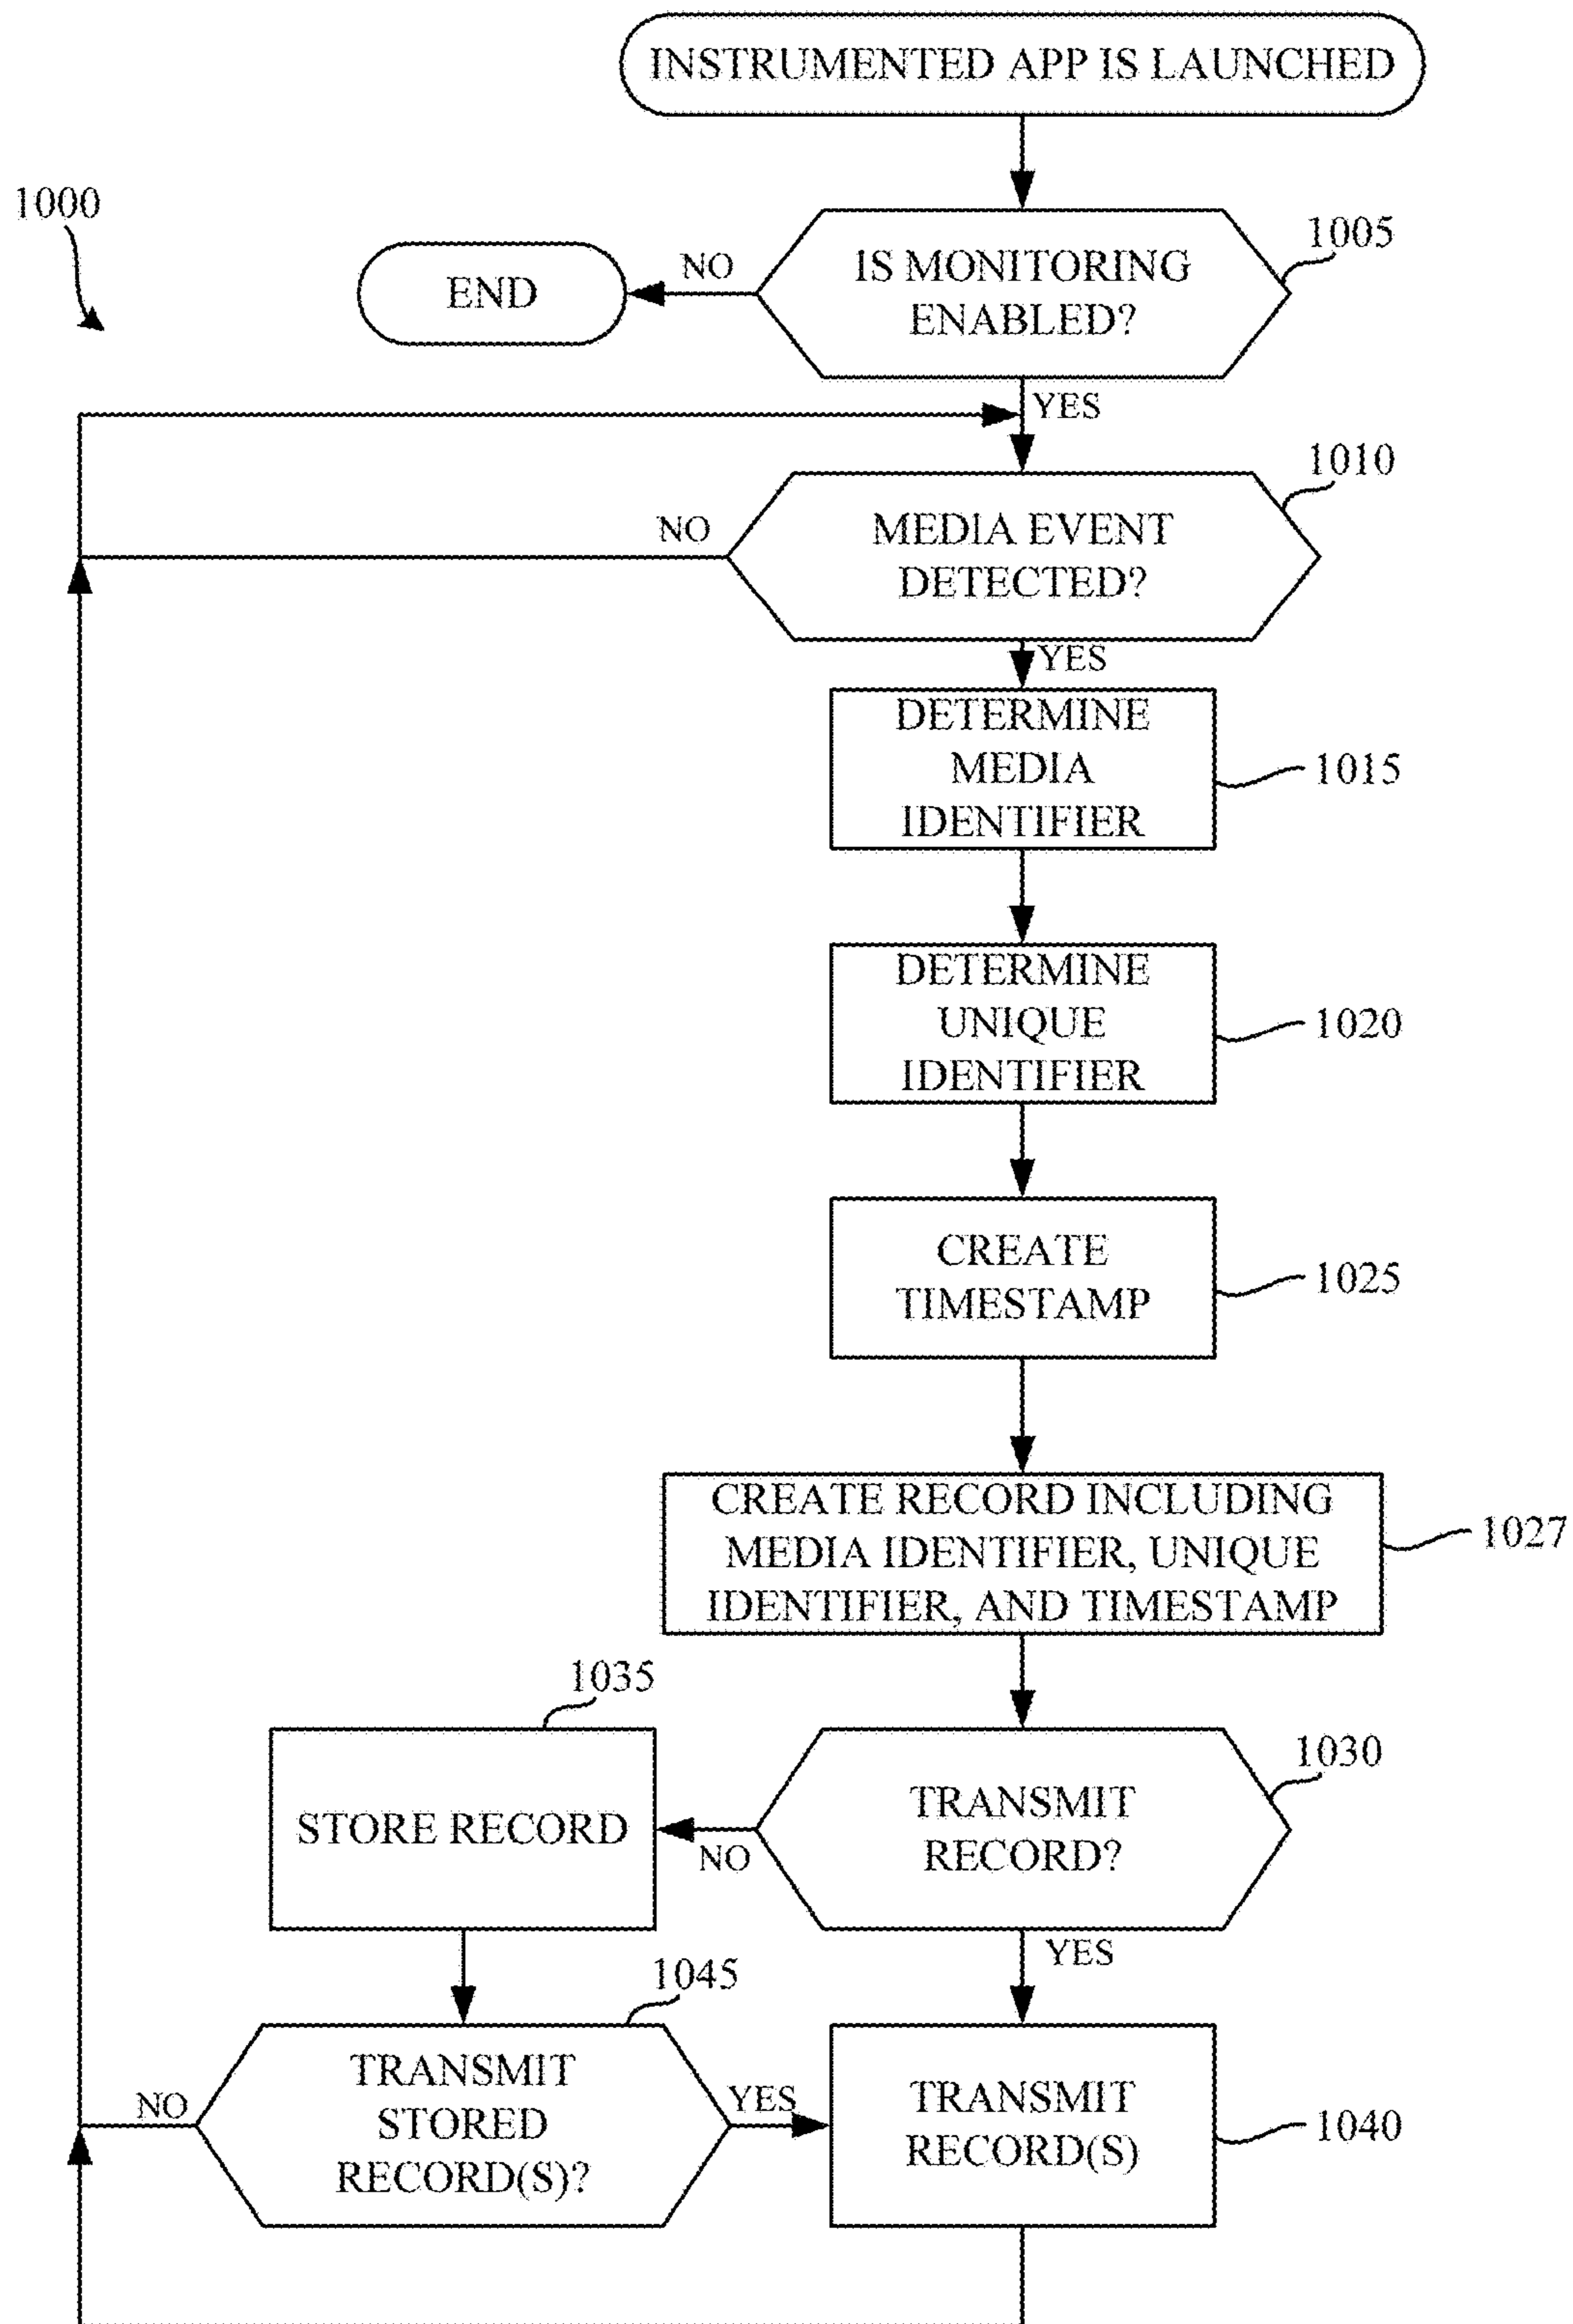 INSTRUMENTED APP IS LAUNCHED
1000
1005
IS MONITORING
ENABLED?
NO
END
YES
1010
MEDIA EVENT
DETECTED?
NO
YES
DETERMINE
MEDIA
IDENTIFIER
1015
DETERMINE
UNIQUE
IDENTIFIER
1020
CREATE
TIMESTAMP
1025
CREATE RECORD INCLUDING
MEDIA IDENTIFIER, UNIQUE
IDENTIFIER, AND TIMESTAMP
1027
1035
STORE RECORD
1030
TRANSMIT
RECORD?
NO
YES
1045
TRANSMIT
STORED
RECORD(S)?
NO
YES
TRANSMIT
RECORD(S)
1040